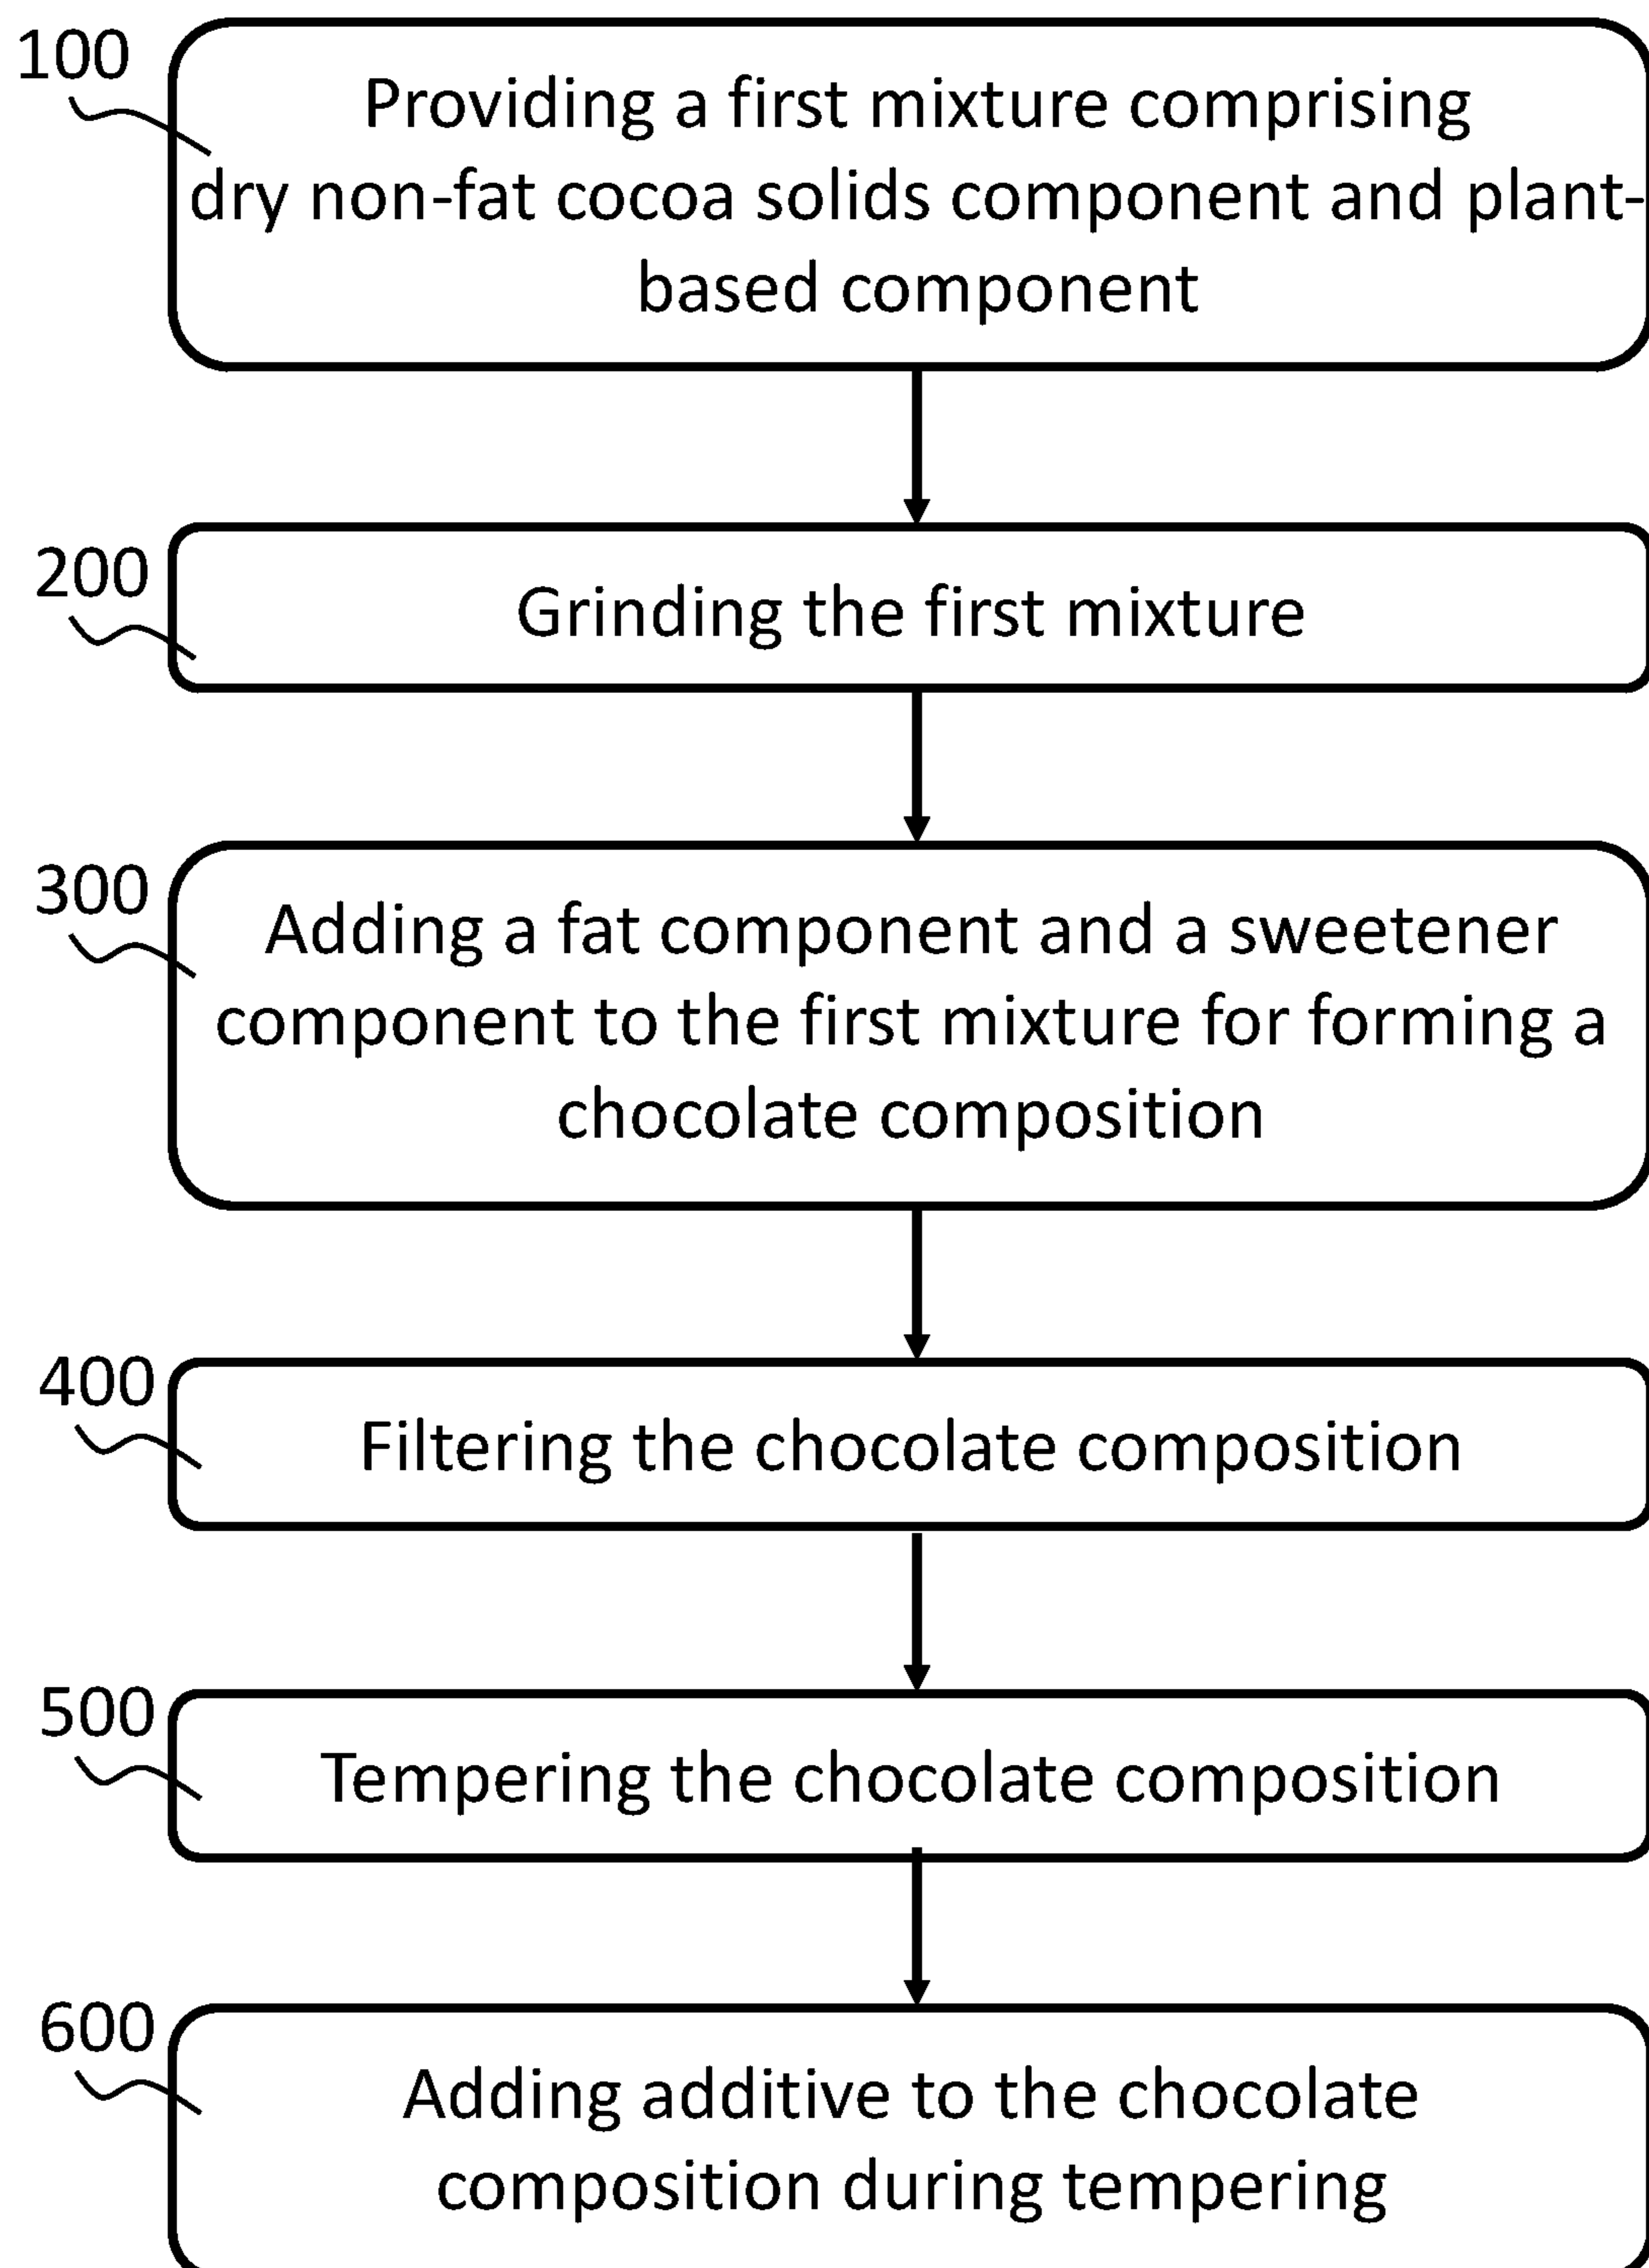 100
Providing a first mixture comprising
dry non-fat cocoa solids component and plant-
based component
200
Grinding the first mixture
300
Adding a fat component and a sweetener
component to the first mixture for forming a
chocolate composition
400
Filtering the chocolate composition
500
Tempering the chocolate composition
600
Adding additive to the chocolate
composition during tempering